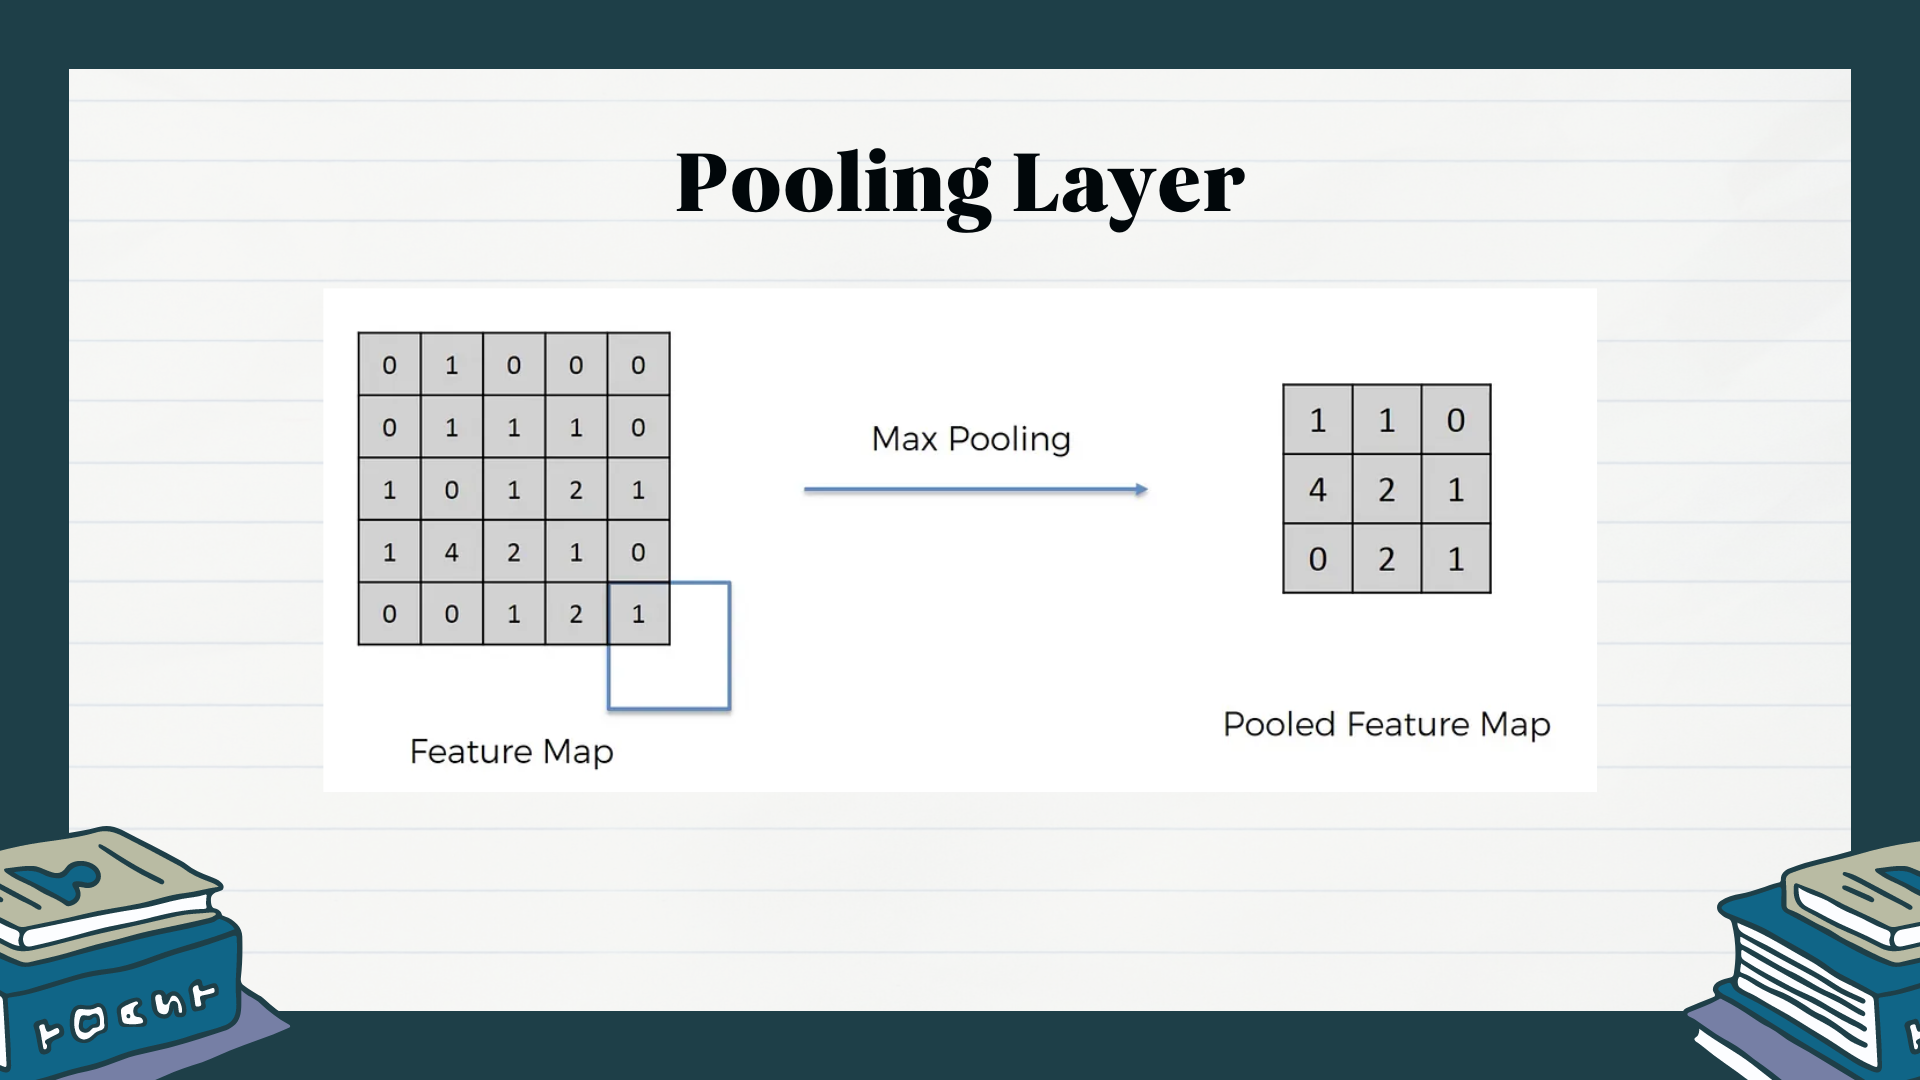 Pooling Layer
0 1 0 0 0
0 1 1 1 0
1 0 1 2 1
1 4 2 1 0
0 0 1 2 1
Feature Map
Max Pooling
1 1 0
4 2 1
0 2 1
Pooled Feature Map